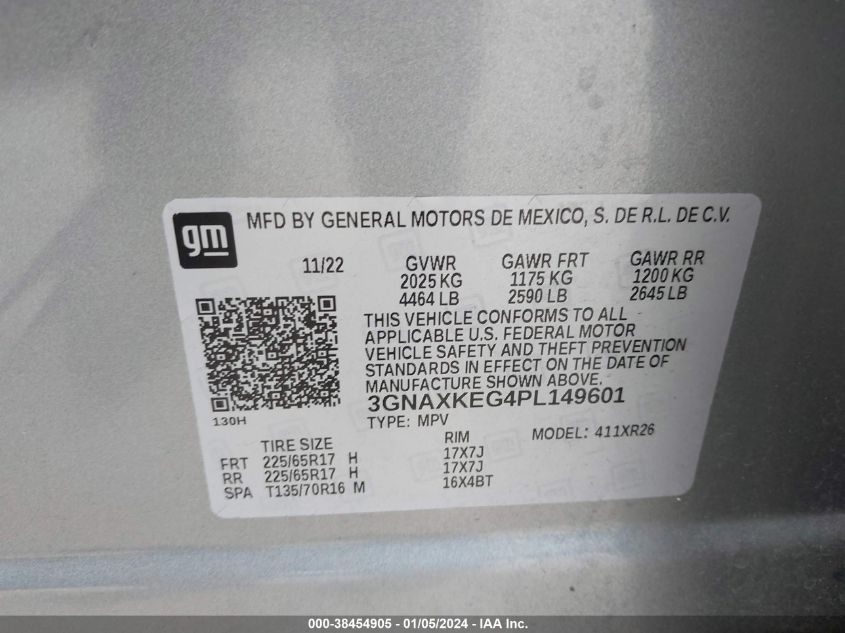 gm
MFD BY GENERAL MOTORS DE MEXICO, S. DE R.L. DE C.V.
11/22 GVWR GAWR FRT GAWR RR
2025 KG 1175 KG 1200 KG
4464 LB 2590 LB 2645 LB
THIS VEHICLE CONFORMS TO ALL
APPLICABLE U.S. FEDERAL MOTOR
VEHICLE SAFETY AND THEFT PREVENTION
STANDARDS IN EFFECT ON THE DATE OF
MANUFACTURE SHOWN ABOVE.
3GNAXKEG4PL149601
130H
TYPE: MPV MODEL: 411XR26
TIRE SIZE RIM
FRT 225/65R17 H 17X7J
RR 225/65R17 H 17X7J
SPA T135/70R16 M 16X4BT
000-38454905 - 01/05/2024 - IAA Inc.